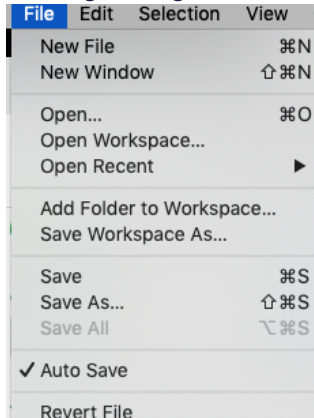 File Edit Selection View
New File ⌘N
New Window ⇧⌘N
Open... ⌘O
Open Workspace...
Open Recent ▶
Add Folder to Workspace...
Save Workspace As...
Save ⌘S
Save As... ⇧⌘S
Save All ⌥⌘S
✓ Auto Save
Revert File